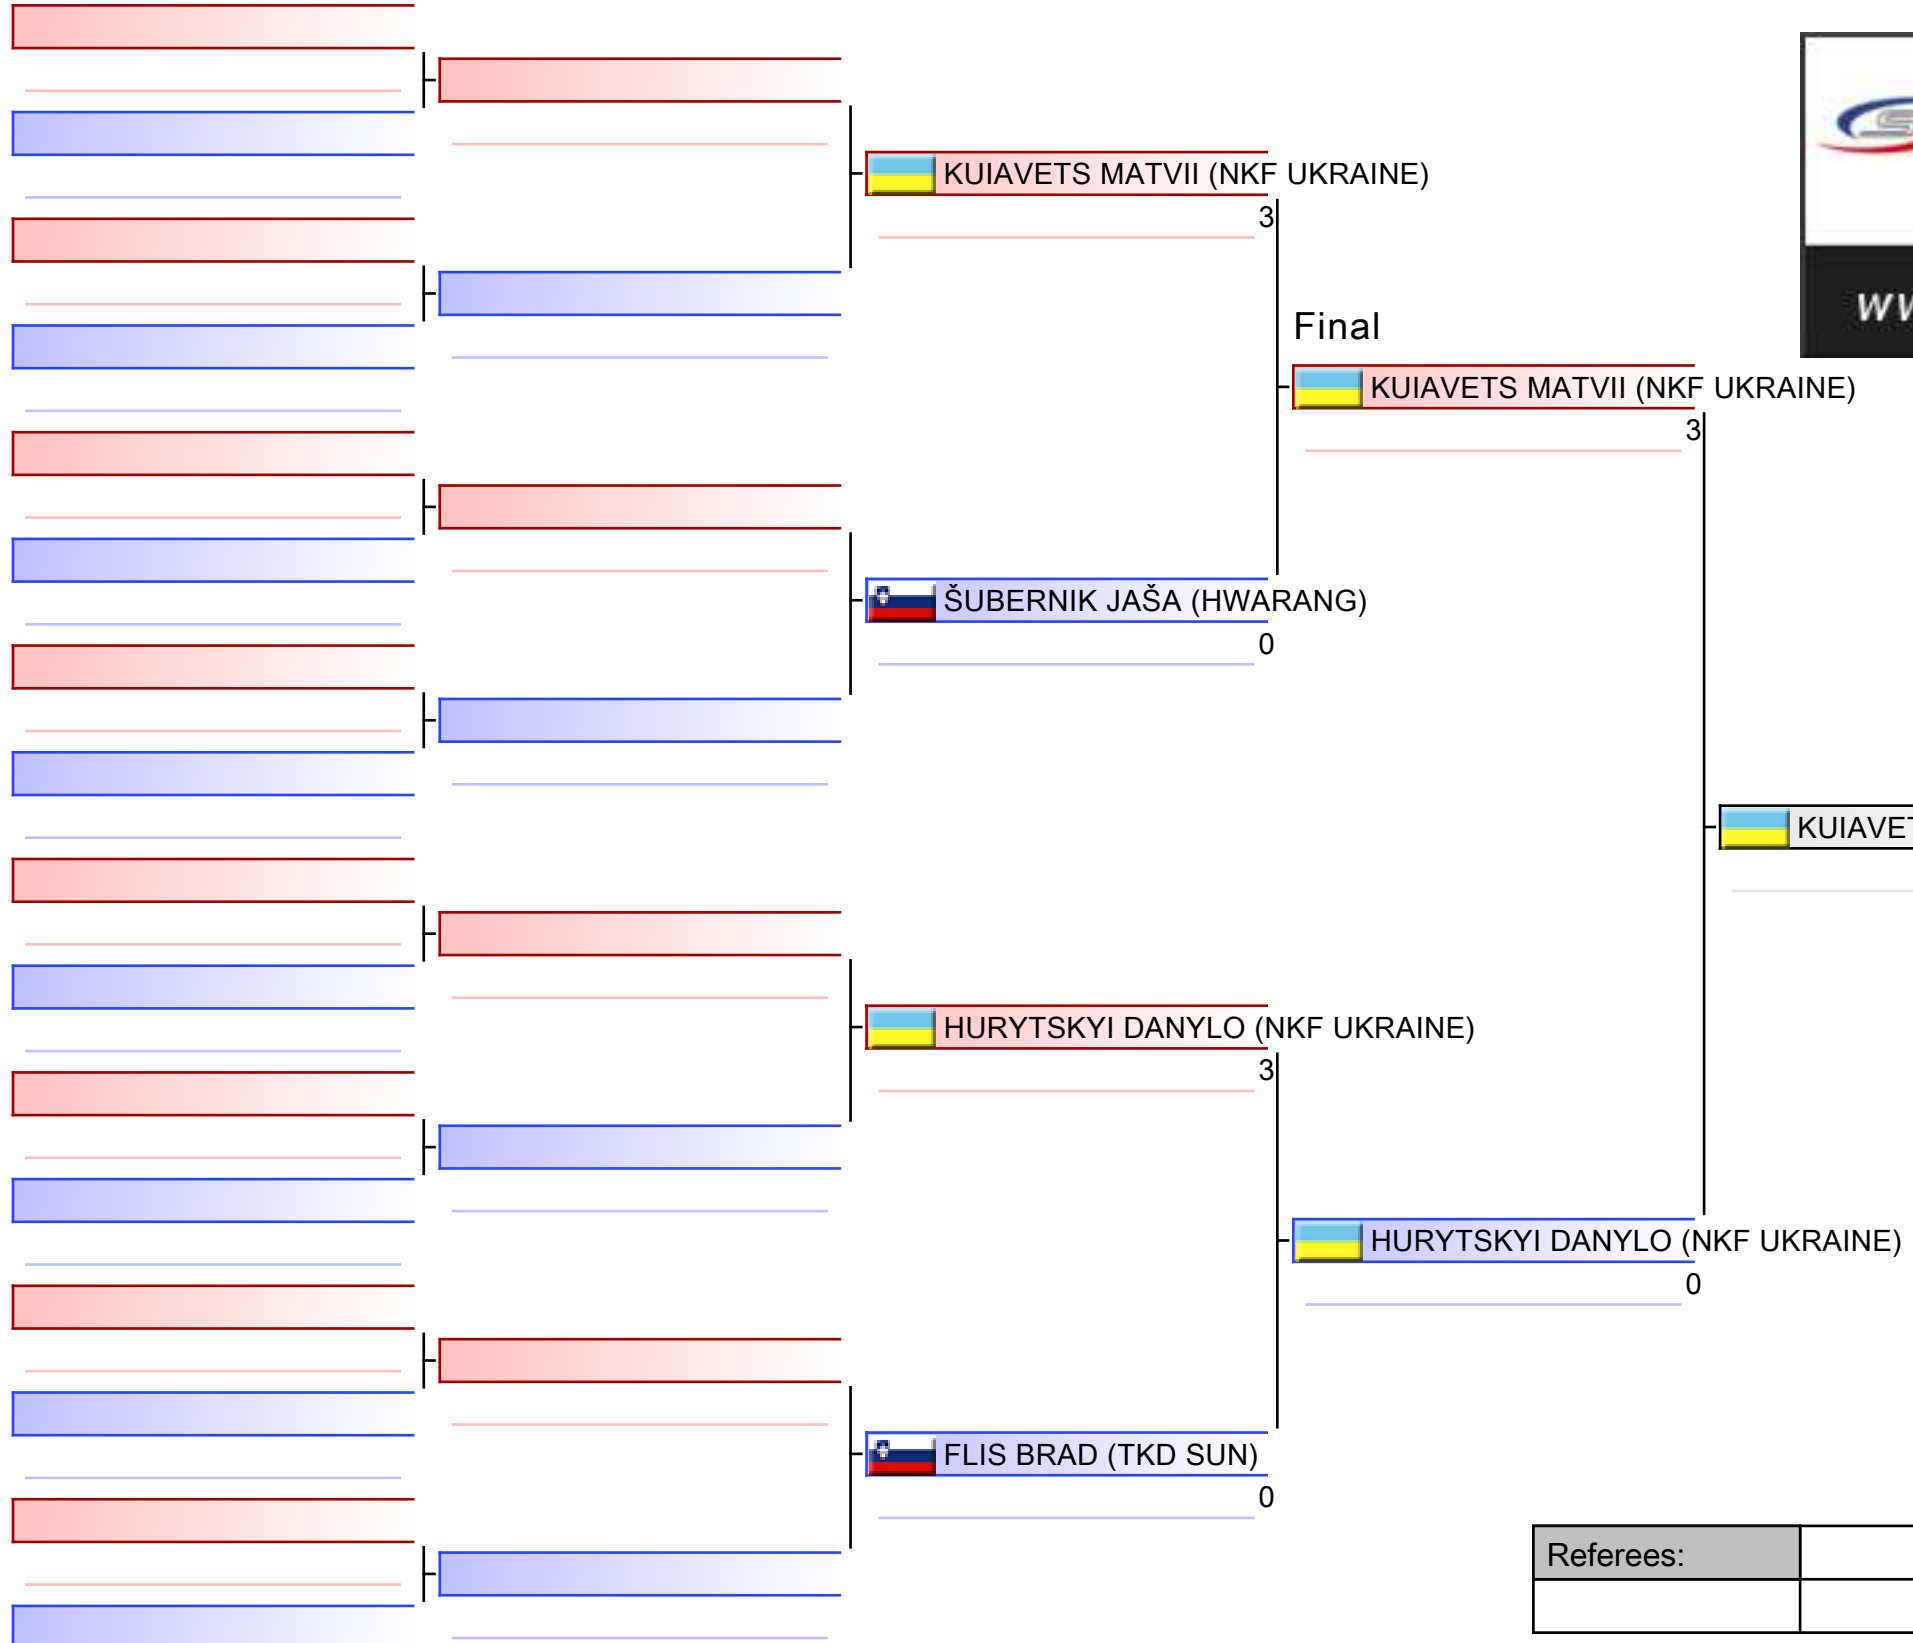 KUIAVETS MATVII (NKF UKRAINE)
3
Final
KUIAVETS MATVII (NKF UKRAINE)
3
ŠUBERNIK JAŠA (HWARANG)
0
HURYTSKYI DANYLO (NKF UKRAINE)
3
HURYTSKYI DANYLO (NKF UKRAINE)
0
FLIS BRAD (TKD SUN)
0
Referees: